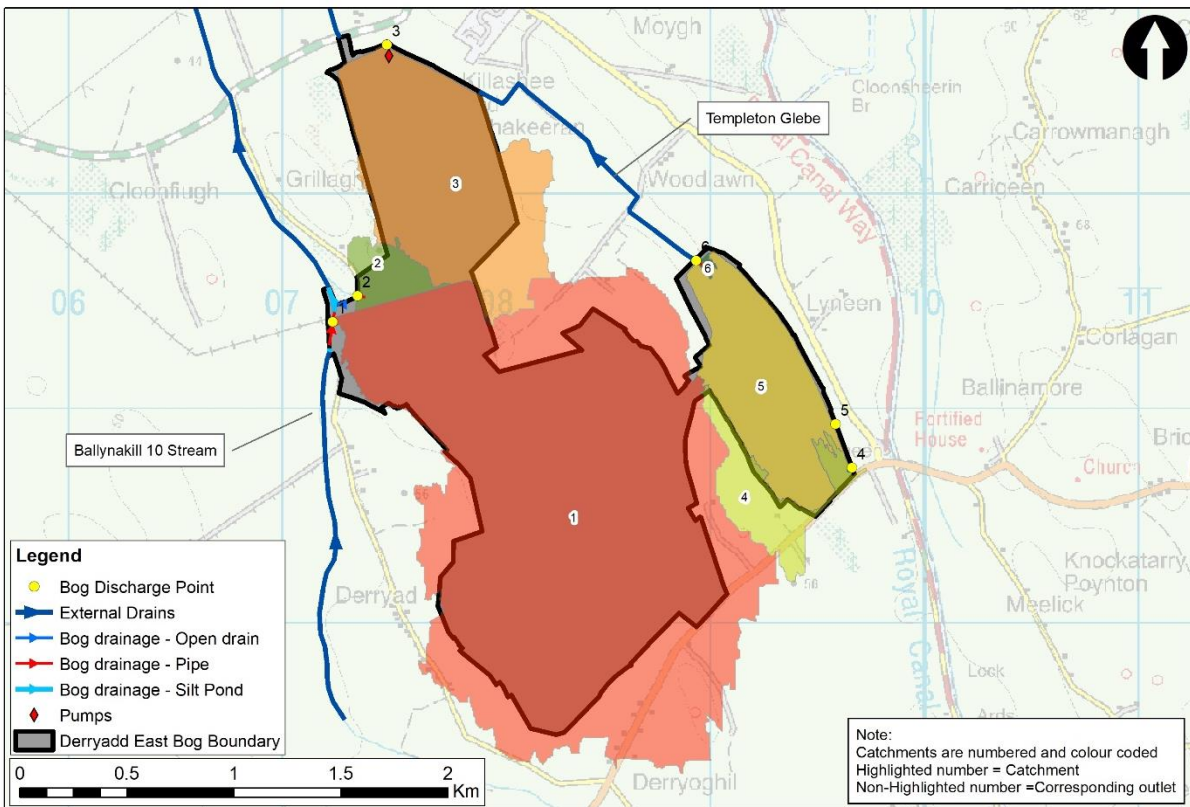 Moygh
3
Killashee
Cloonsheerin
Br
Templeton Glebe
Carrowmanagh
Cloonfiugh
Grillagh
3
Woodlawn
Canal Way
Carrigeen
2
6
6
06
07
2
08
10
11
1
Lyneen
Corlagan
5
Ballinamore
5
Fortified
House
Ballynakill 10 Stream
4
Church
4
1
Royal Canal
Knockatarry
Poynton
Derryad
Meelick
Lock
Derryoghil
Legend
Bog Discharge Point
External Drains
Bog drainage - Open drain
Bog drainage - Pipe
Bog drainage - Silt Pond
Pumps
Derryadd East Bog Boundary
0 0.5 1 1.5 2
Km
Note:
Catchments are numbered and colour coded
Highlighted number = Catchment
Non-Highlighted number =Corresponding outlet